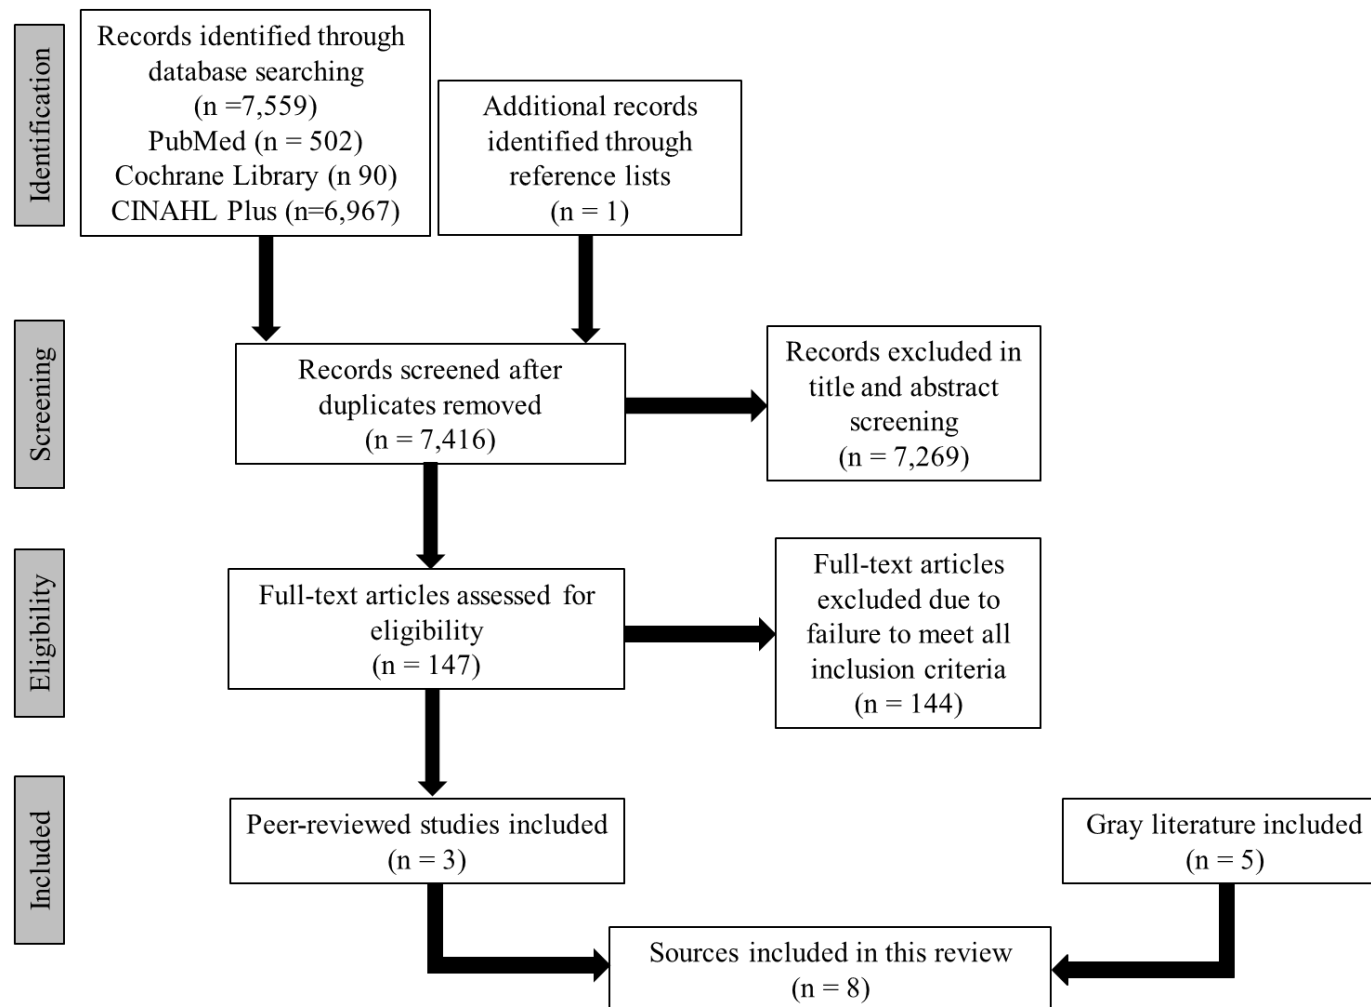 Identification
Records identified through
database searching
(n =7,559)
PubMed (n = 502)
Cochrane Library (n 90)
CINAHL Plus (n=6,967)
Additional records
identified through
reference lists
(n = 1)
Screening
Records screened after
duplicates removed
(n = 7,416)
Records excluded in
title and abstract
screening
(n = 7,269)
Eligibility
Full-text articles assessed for
eligibility
(n = 147)
Full-text articles
excluded due to
failure to meet all
inclusion criteria
(n = 144)
Included
Peer-reviewed studies included
(n = 3)
Gray literature included
(n = 5)
Sources included in this review
(n = 8)